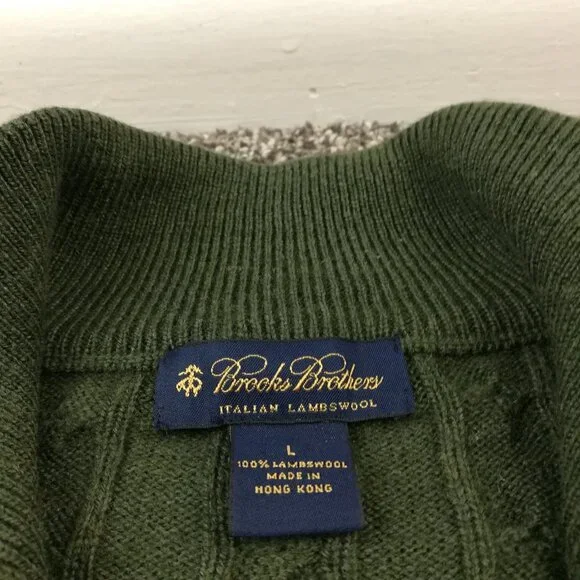 Brooks Brothers
ITALIAN LAMBSWOOL
L
100% LAMBSWOOL
MADE IN
HONG KONG